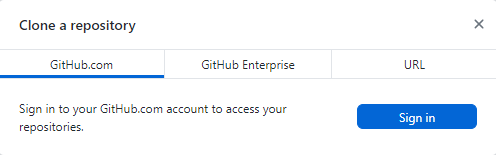 Clone a repository
GitHub.com
GitHub Enterprise
URL
Sign in to your GitHub.com account to access your
repositories.
Sign in